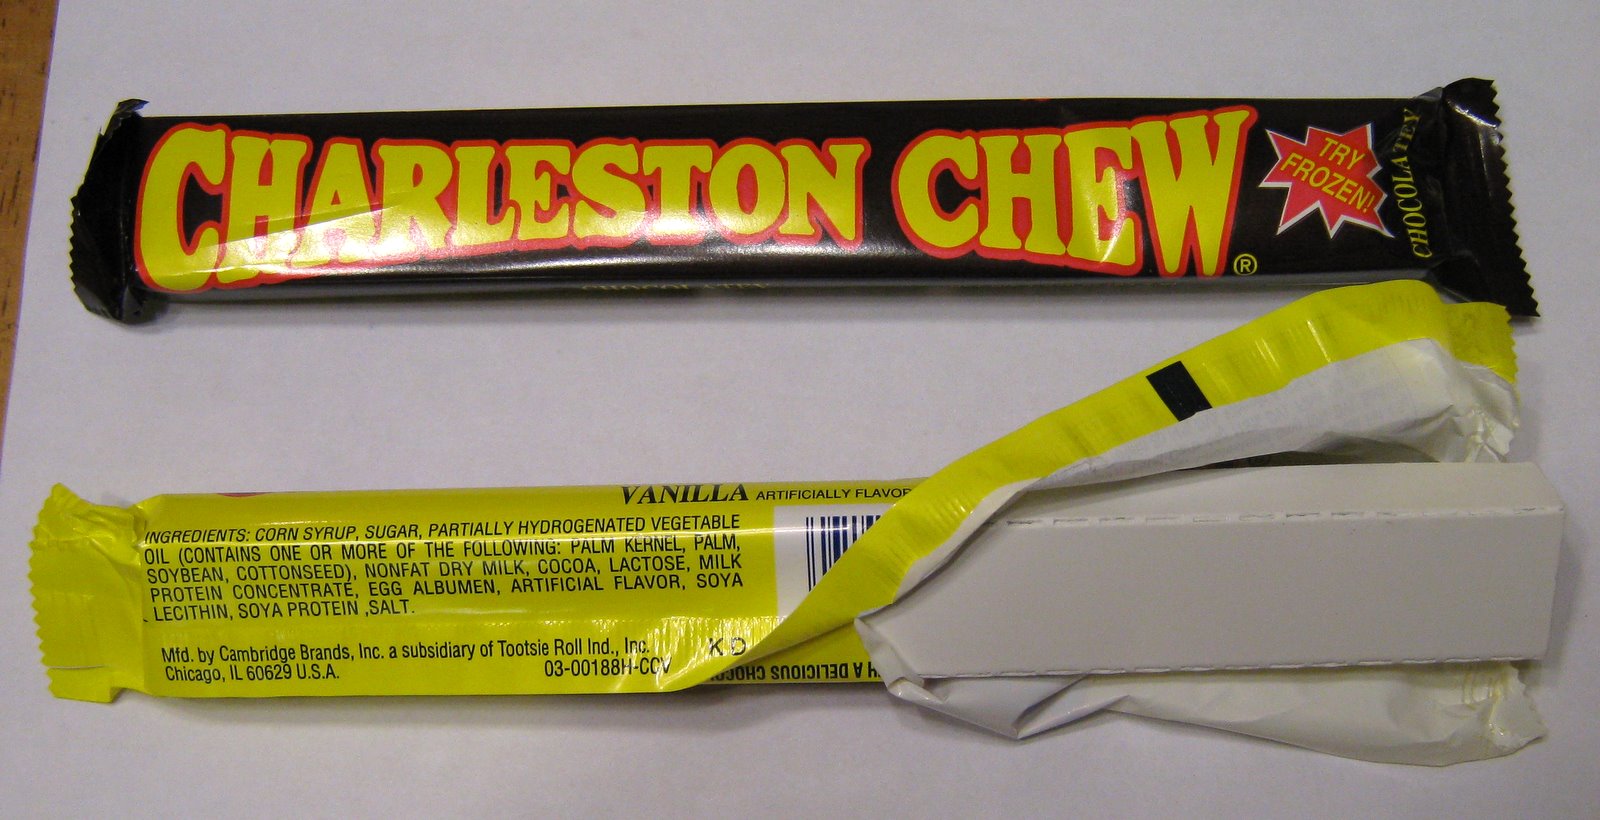 CHARLESTON CHEW®
TRY
FROZEN!
CHOCOLATEY
CHOCOLATEY
VANILLA ARTIFICIALLY FLAVOR
INGREDIENTS: CORN SYRUP, SUGAR, PARTIALLY HYDROGENATED VEGETABLE
OIL (CONTAINS ONE OR MORE OF THE FOLLOWING: PALM KERNEL, PALM,
SOYBEAN, COTTONSEED), NONFAT DRY MILK, COCOA, LACTOSE, MILK
PROTEIN CONCENTRATE, EGG ALBUMEN, ARTIFICIAL FLAVOR, SOYA
LECITHIN, SOYA PROTEIN ,SALT.
Mfd. by Cambridge Brands, Inc. a subsidiary of Tootsie Roll Ind., Inc.
Chicago, IL 60629 U.S.A.
03-00188H-CCV
K D
A DELICIOUS